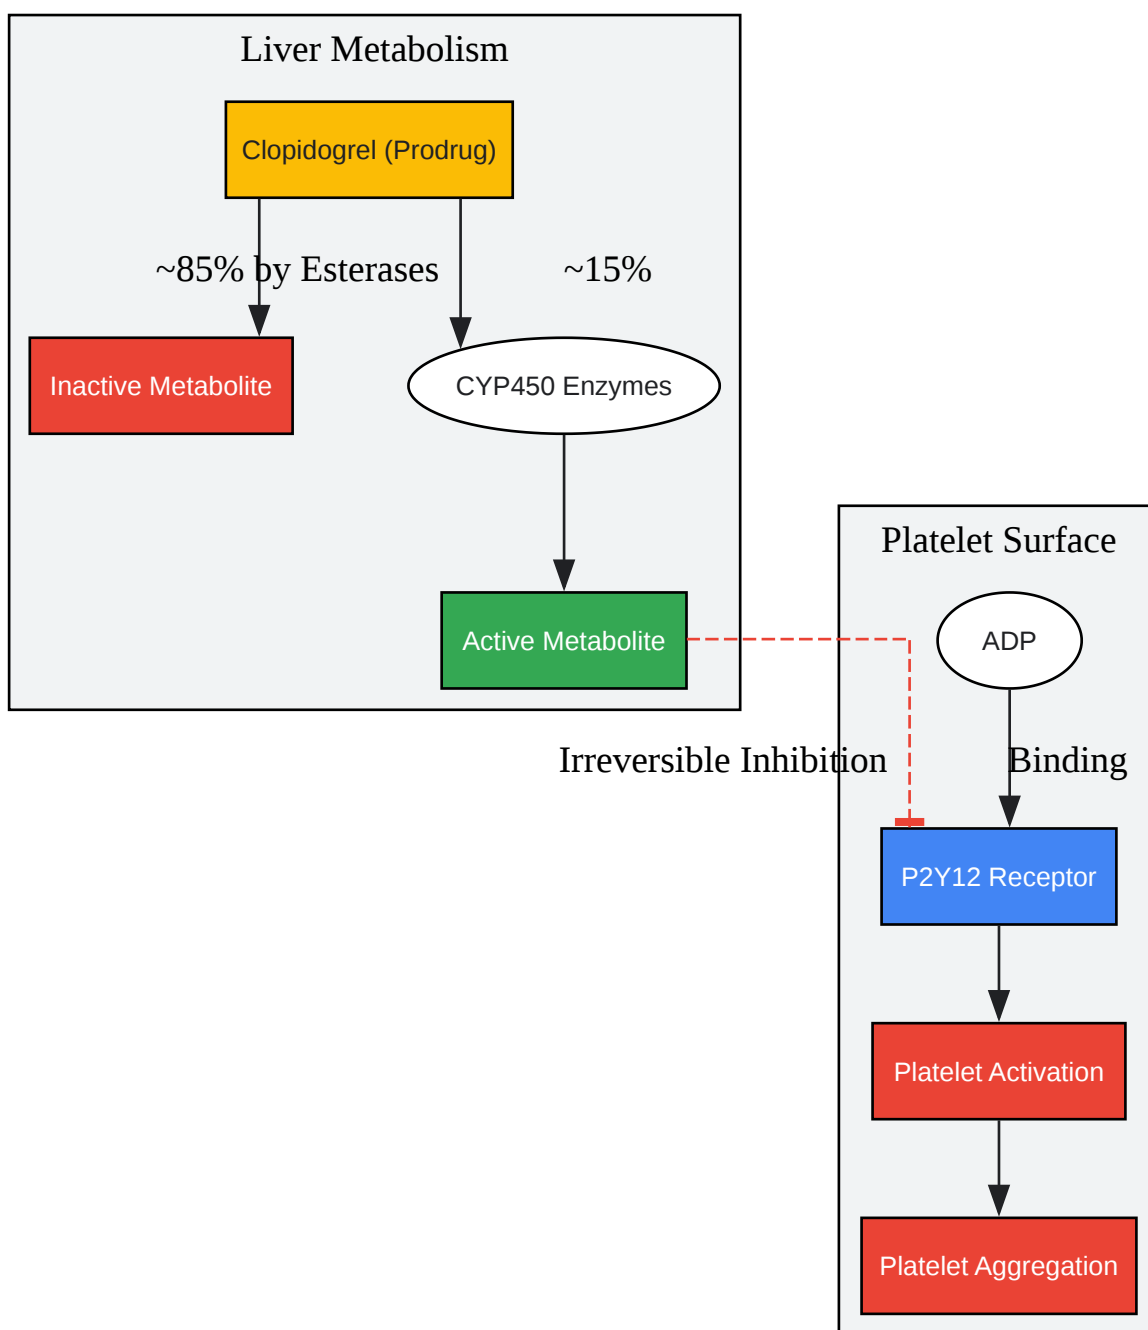 Liver Metabolism
Clopidogrel (Prodrug)
~85% by Esterases
~15%
Inactive Metabolite
CYP450 Enzymes
Active Metabolite
Platelet Surface
ADP
Irreversible Inhibition
Binding
P2Y12 Receptor
Platelet Activation
Platelet Aggregation